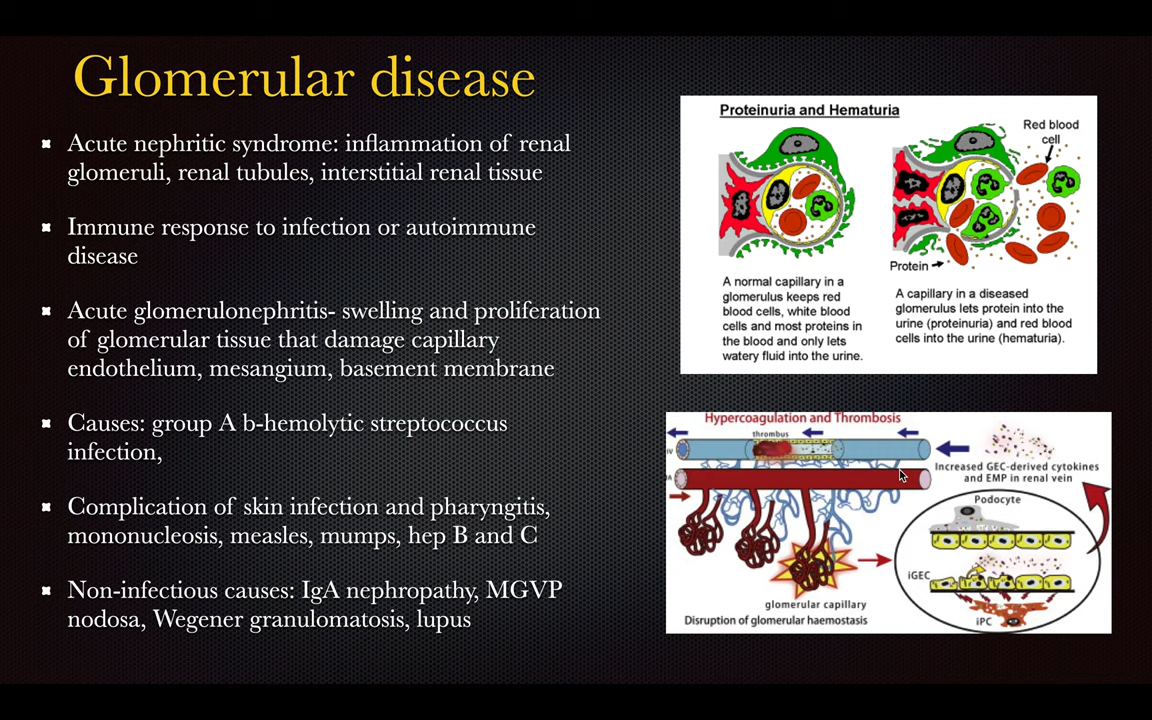 Glomerular disease
Acute nephritic syndrome: inflammation of renal
glomeruli, renal tubules, interstitial renal tissue
Immune response to infection or autoimmune
disease
Acute glomerulonephritis- swelling and proliferation
of glomerular tissue that damage capillary
endothelium, mesangium, basement membrane
Causes: group A b-hemolytic streptococcus
infection,
Complication of skin infection and pharyngitis,
mononucleosis, measles, mumps, hep B and C
Non-infectious causes: IgA nephropathy, MGVP
nodosa, Wegener granulomatosis, lupus
Proteinuria and Hematuria
Red blood
cell
Protein
A normal capillary in a
glomerulus keeps red
blood cells, white blood
cells and most proteins in
the blood and only lets
watery fluid into the urine.
A capillary in a diseased
glomerulus lets protein into the
urine (proteinuria) and red blood
cells into the urine (hematuria).
Hypercoagulation and Thrombosis
thrombus
Increased GEC-derived cytokines
and EMP in renal vein
Podocyte
iGEC
iPC
glomerular capillary
Disruption of glomerular haemostasis